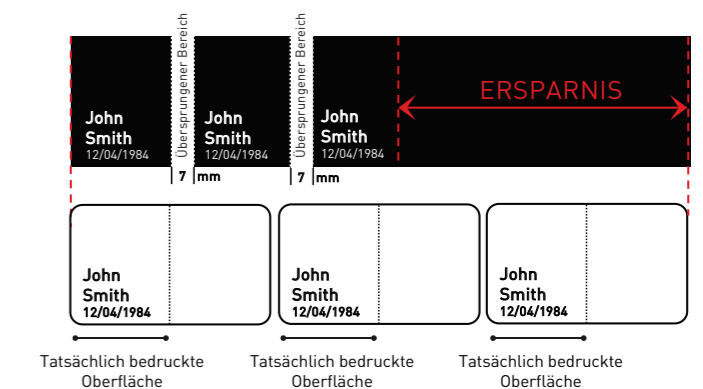 Übersprungener Bereich
Übersprungener Bereich
ERSPARNIS
John
Smith
12/04/1984
John
Smith
12/04/1984
John
Smith
12/04/1984
7 mm
7 mm
John
Smith
12/04/1984
John
Smith
12/04/1984
John
Smith
12/04/1984
Tatsächlich bedruckte
Oberfläche
Tatsächlich bedruckte
Oberfläche
Tatsächlich bedruckte
Oberfläche